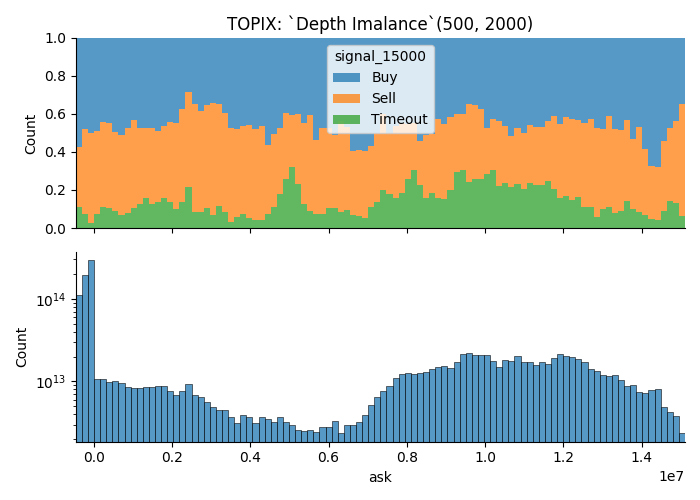 TOPIX: `Depth Imalance`(500, 2000)
1.0
0.8
0.6
0.4
0.2
0.0
Count
signal_15000
Buy
Sell
Timeout
10^14
10^13
Count
0.0 0.2 0.4 0.6 0.8 1.0 1.2 1.4
1e7
ask